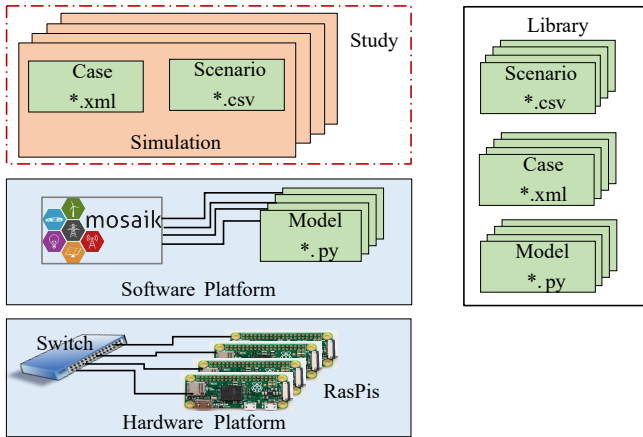 Study
Case
*.xml
Scenario
*.csv
Simulation
mosaik
Model
*.py
Software Platform
Switch
RasPis
Hardware Platform
Library
Scenario
*.csv
Case
*.xml
Model
*.py